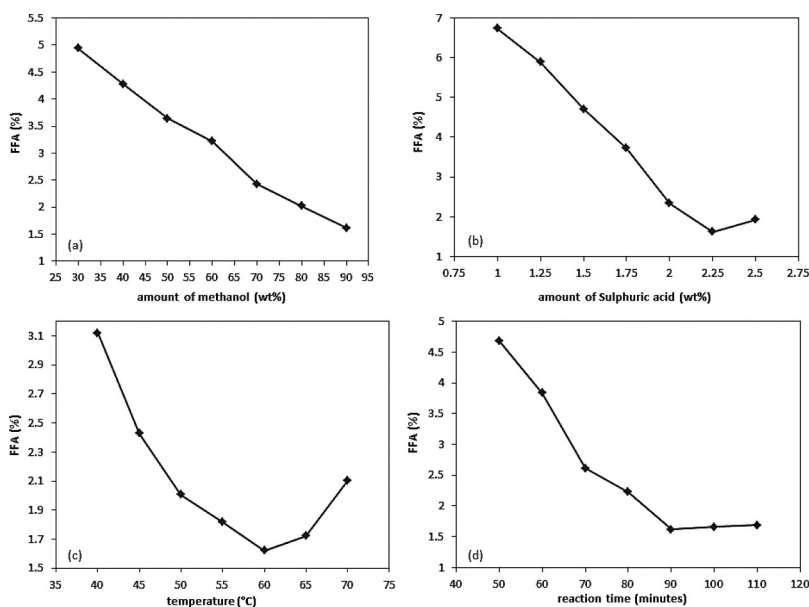 5.5
5
4.5
4
3.5
3
2.5
2
1.5
1
FFA (%)
(a)
25 30 35 40 45 50 55 60 65 70 75 80 85 90 95
amount of methanol (wt%)
7
6
5
4
3
2
1
0
FFA (%)
(b)
0.75 1 1.25 1.5 1.75 2 2.25 2.5 2.75
amount of Sulphuric acid (wt%)
3.1
2.9
2.7
2.5
2.3
2.1
1.9
1.7
1.5
FFA (%)
(c)
35 40 45 50 55 60 65 70 75
temperature (°C)
5
4.5
4
3.5
3
2.5
2
1.5
1
FFA (%)
(d)
40 50 60 70 80 90 100 110 120
reaction time (minutes)